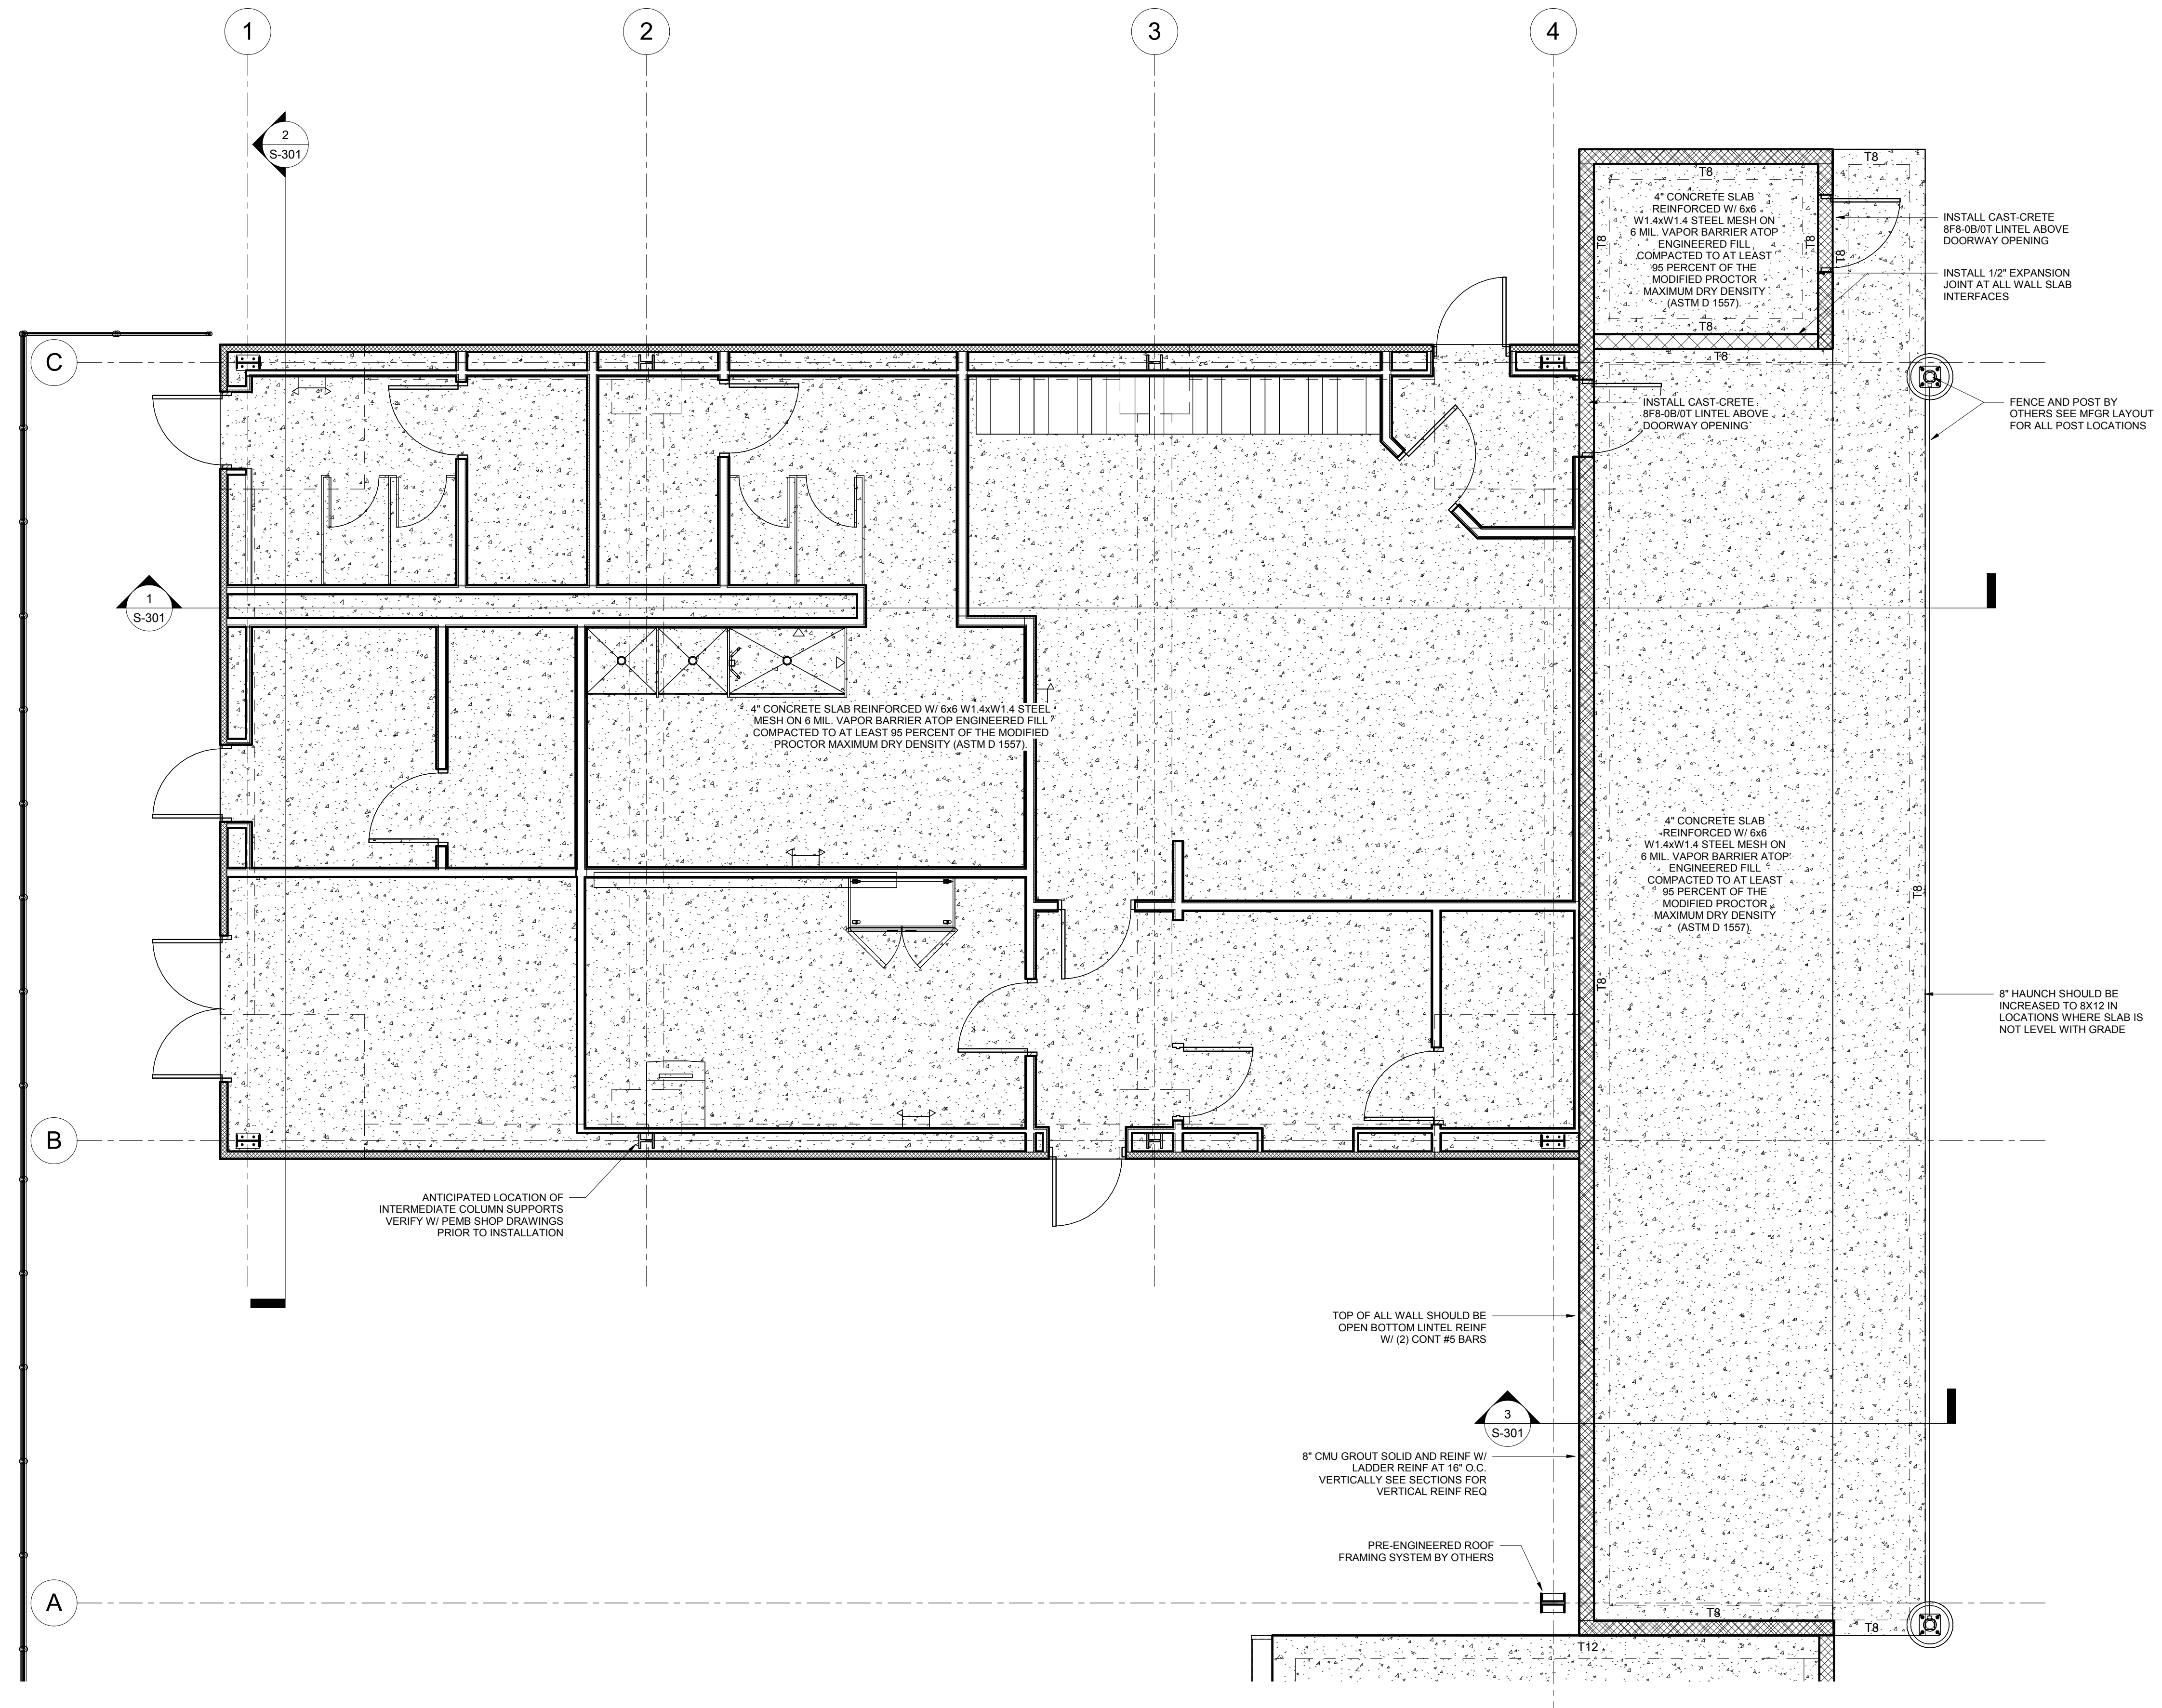 1
2
3
4
2
S-301
T8
T8
4" CONCRETE SLAB
REINFORCED W/ 6x6
W1.4xW1.4 STEEL MESH ON
6 MIL. VAPOR BARRIER ATOP
ENGINEERED FILL
COMPACTED TO AT LEAST
95 PERCENT OF THE
MODIFIED PROCTOR
MAXIMUM DRY DENSITY
(ASTM D 1557).
T8
T8
T8
T8
T8
INSTALL CAST-CRETE
8F8-0B/0T LINTEL ABOVE
DOORWAY OPENING
INSTALL 1/2" EXPANSION
JOINT AT ALL WALL SLAB
INTERFACES
C
INSTALL CAST-CRETE
8F8-0B/0T LINTEL ABOVE
DOORWAY OPENING
FENCE AND POST BY
OTHERS SEE MFGR LAYOUT
FOR ALL POST LOCATIONS
1
S-301
4" CONCRETE SLAB REINFORCED W/ 6x6 W1.4xW1.4 STEEL
MESH ON 6 MIL. VAPOR BARRIER ATOP ENGINEERED FILL
COMPACTED TO AT LEAST 95 PERCENT OF THE MODIFIED
PROCTOR MAXIMUM DRY DENSITY (ASTM D 1557).
4" CONCRETE SLAB
REINFORCED W/ 6x6
W1.4xW1.4 STEEL MESH ON
6 MIL. VAPOR BARRIER ATOP
ENGINEERED FILL
COMPACTED TO AT LEAST
95 PERCENT OF THE
MODIFIED PROCTOR
MAXIMUM DRY DENSITY
(ASTM D 1557).
T8
T8
8" HAUNCH SHOULD BE
INCREASED TO 8X12 IN
LOCATIONS WHERE SLAB IS
NOT LEVEL WITH GRADE
B
ANTICIPATED LOCATION OF
INTERMEDIATE COLUMN SUPPORTS
VERIFY W/ PEMB SHOP DRAWINGS
PRIOR TO INSTALLATION
TOP OF ALL WALL SHOULD BE
OPEN BOTTOM LINTEL REINF
W/ (2) CONT #5 BARS
3
S-301
8" CMU GROUT SOLID AND REINF W/
LADDER REINF AT 16" O.C.
VERTICALLY SEE SECTIONS FOR
VERTICAL REINF REQ
PRE-ENGINEERED ROOF
FRAMING SYSTEM BY OTHERS
A
T8
T8
T12